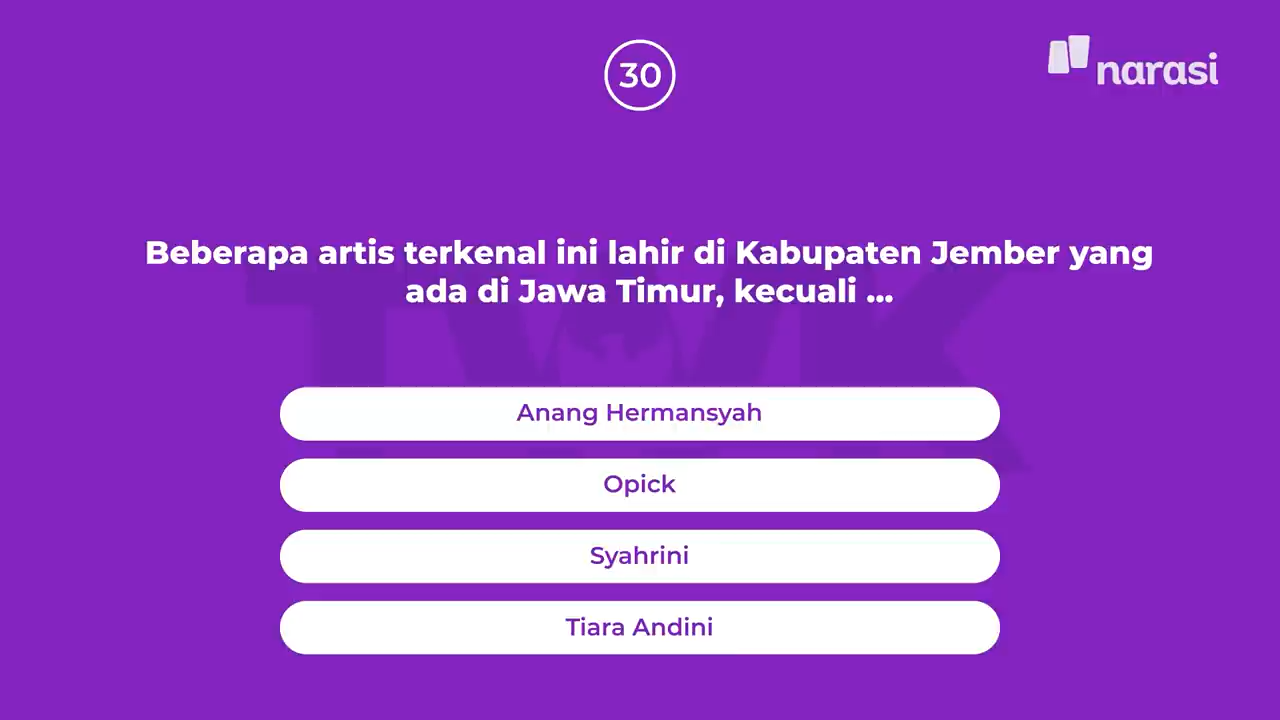 30
narasi
Beberapa artis terkenal ini lahir di Kabupaten Jember yang
ada di Jawa Timur, kecuali ...
TWK
Anang Hermansyah
Opick
Syahrini
Tiara Andini